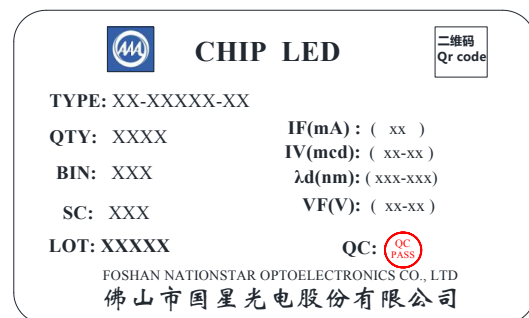 CHIP LED
二维码
Qr code
TYPE: XX-XXXXX-XX
QTY: XXXX
BIN: XXX
SC: XXX
LOT: XXXXX
IF(mA) : ( xx )
IV(mcd): ( xx-xx )
λd(nm): ( xxx-xxx)
VF(V): ( xx-xx )
QC: QC
PASS
FOSHAN NATIONSTAR OPTOELECTRONICS CO., LTD
佛山市国星光电股份有限公司